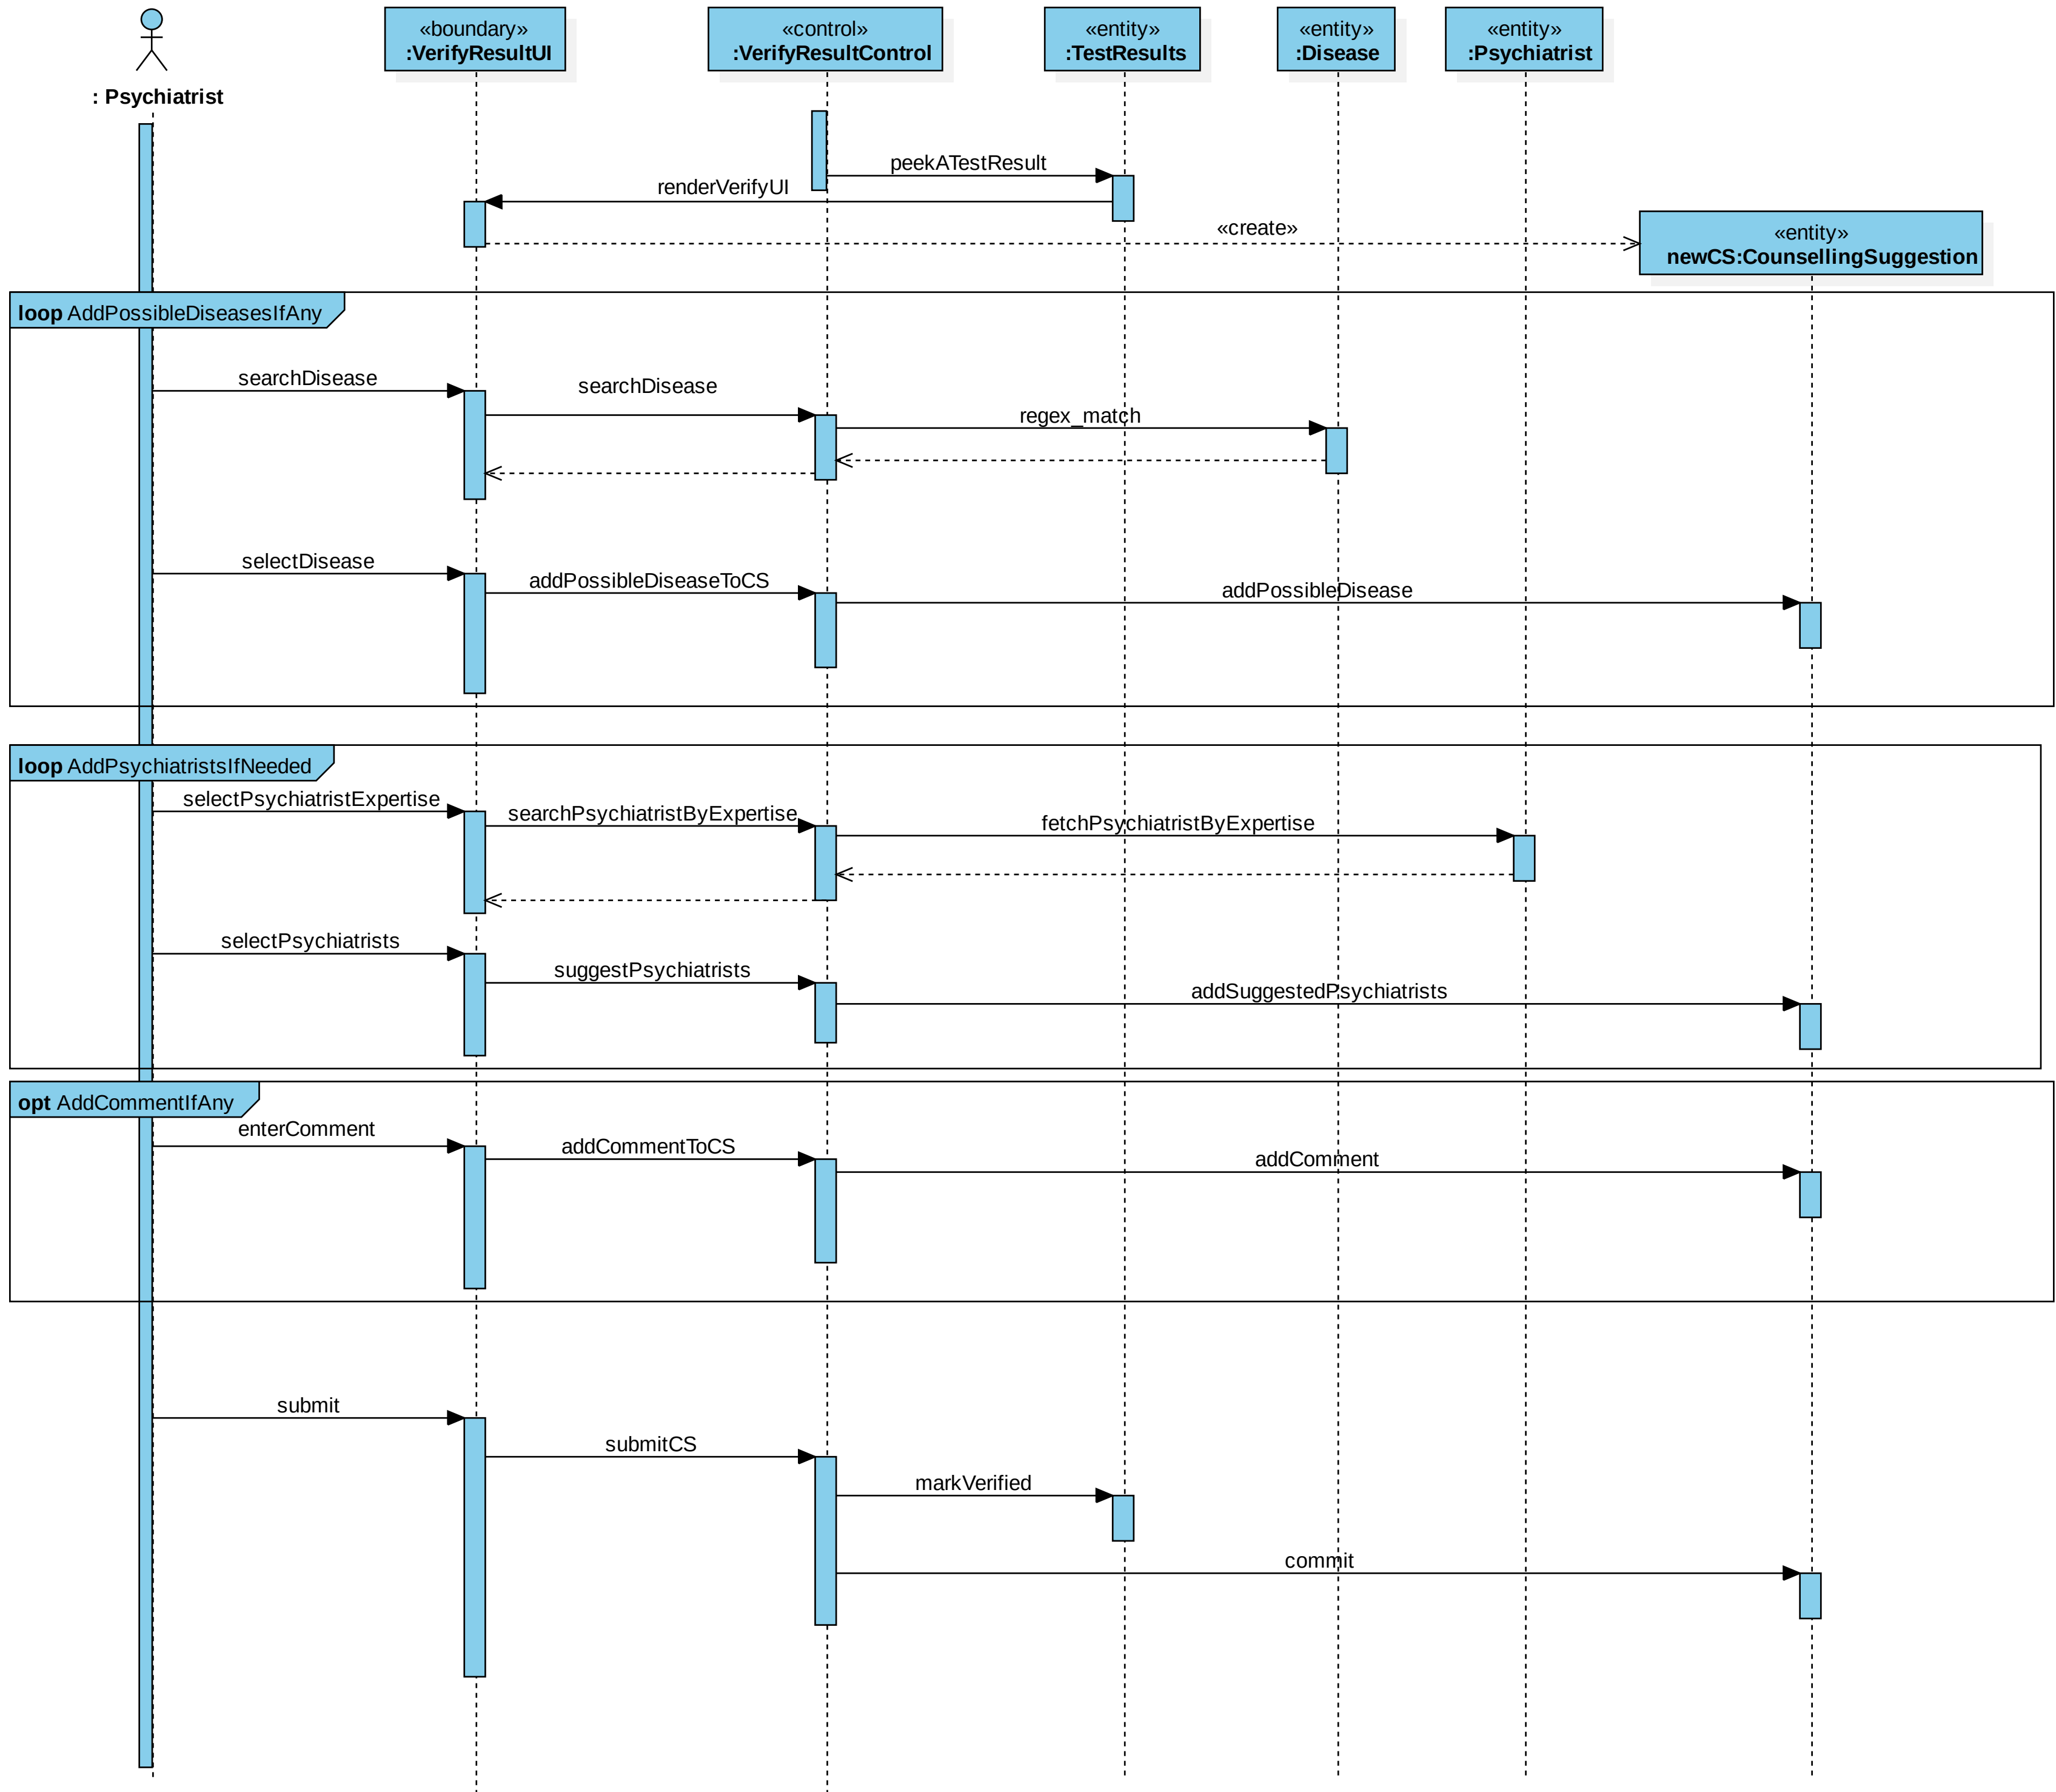 «boundary»
:VerifyResultUI
«control»
:VerifyResultControl
«entity»
:TestResults
«entity»
:Disease
«entity»
:Psychiatrist
: Psychiatrist
peekATestResult
renderVerifyUI
«create»
«entity»
newCS:CounsellingSuggestion
loop AddPossibleDiseasesIfAny
searchDisease
searchDisease
regex_match
selectDisease
addPossibleDiseaseToCS
addPossibleDisease
loop AddPsychiatristsIfNeeded
selectPsychiatristExpertise
searchPsychiatristByExpertise
fetchPsychiatristByExpertise
selectPsychiatrists
suggestPsychiatrists
addSuggestedPsychiatrists
opt AddCommentIfAny
enterComment
addCommentToCS
addComment
submit
submitCS
markVerified
commit